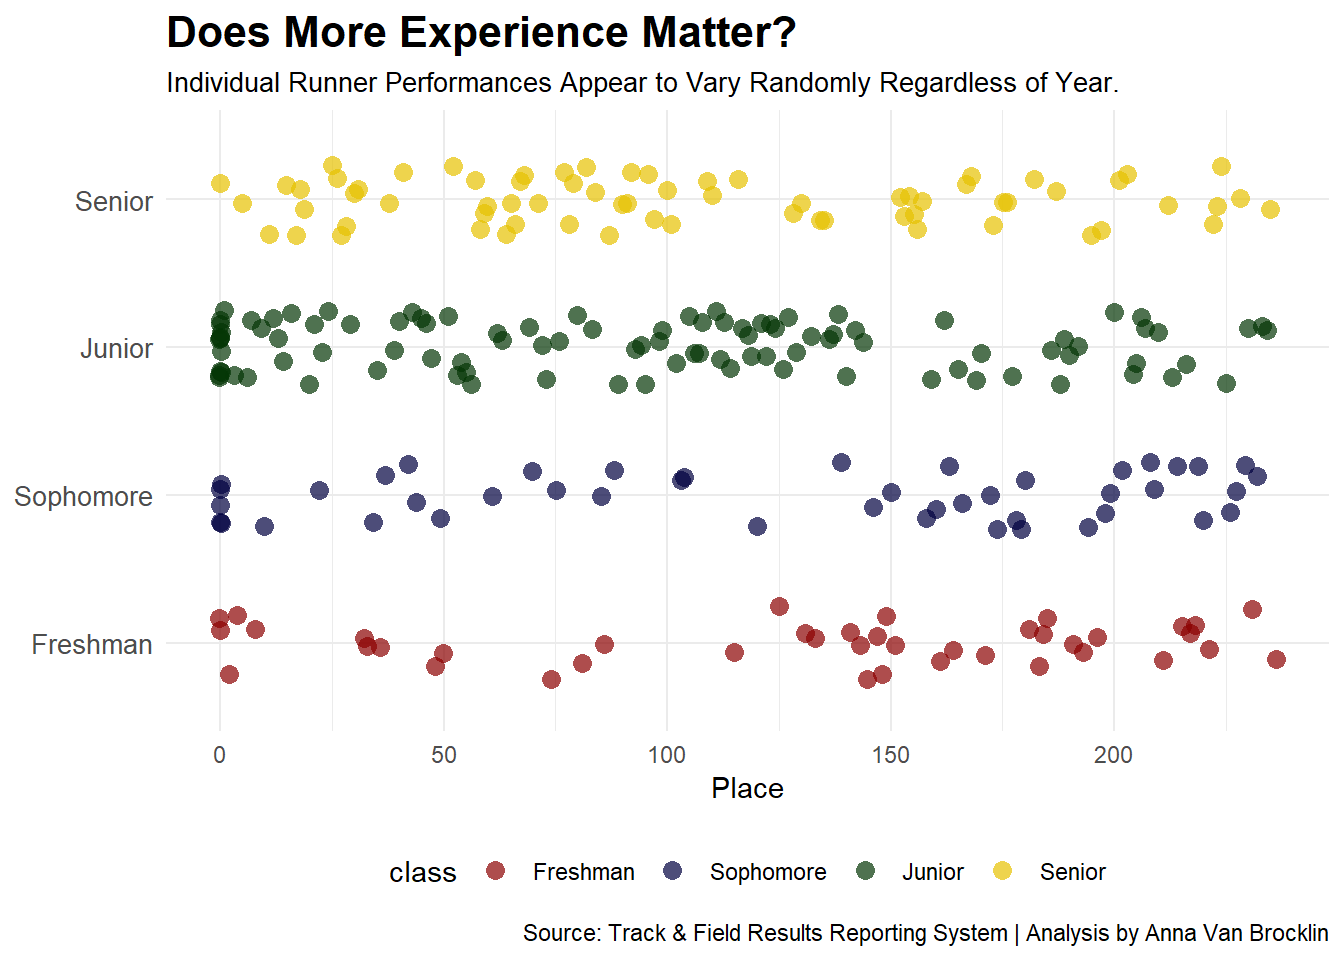 Does More Experience Matter?
Individual Runner Performances Appear to Vary Randomly Regardless of Year.
Senior
Junior
Sophomore
Freshman
0 50 100 150 200
Place
class Freshman Sophomore Junior Senior
Source: Track & Field Results Reporting System | Analysis by Anna Van Brocklin